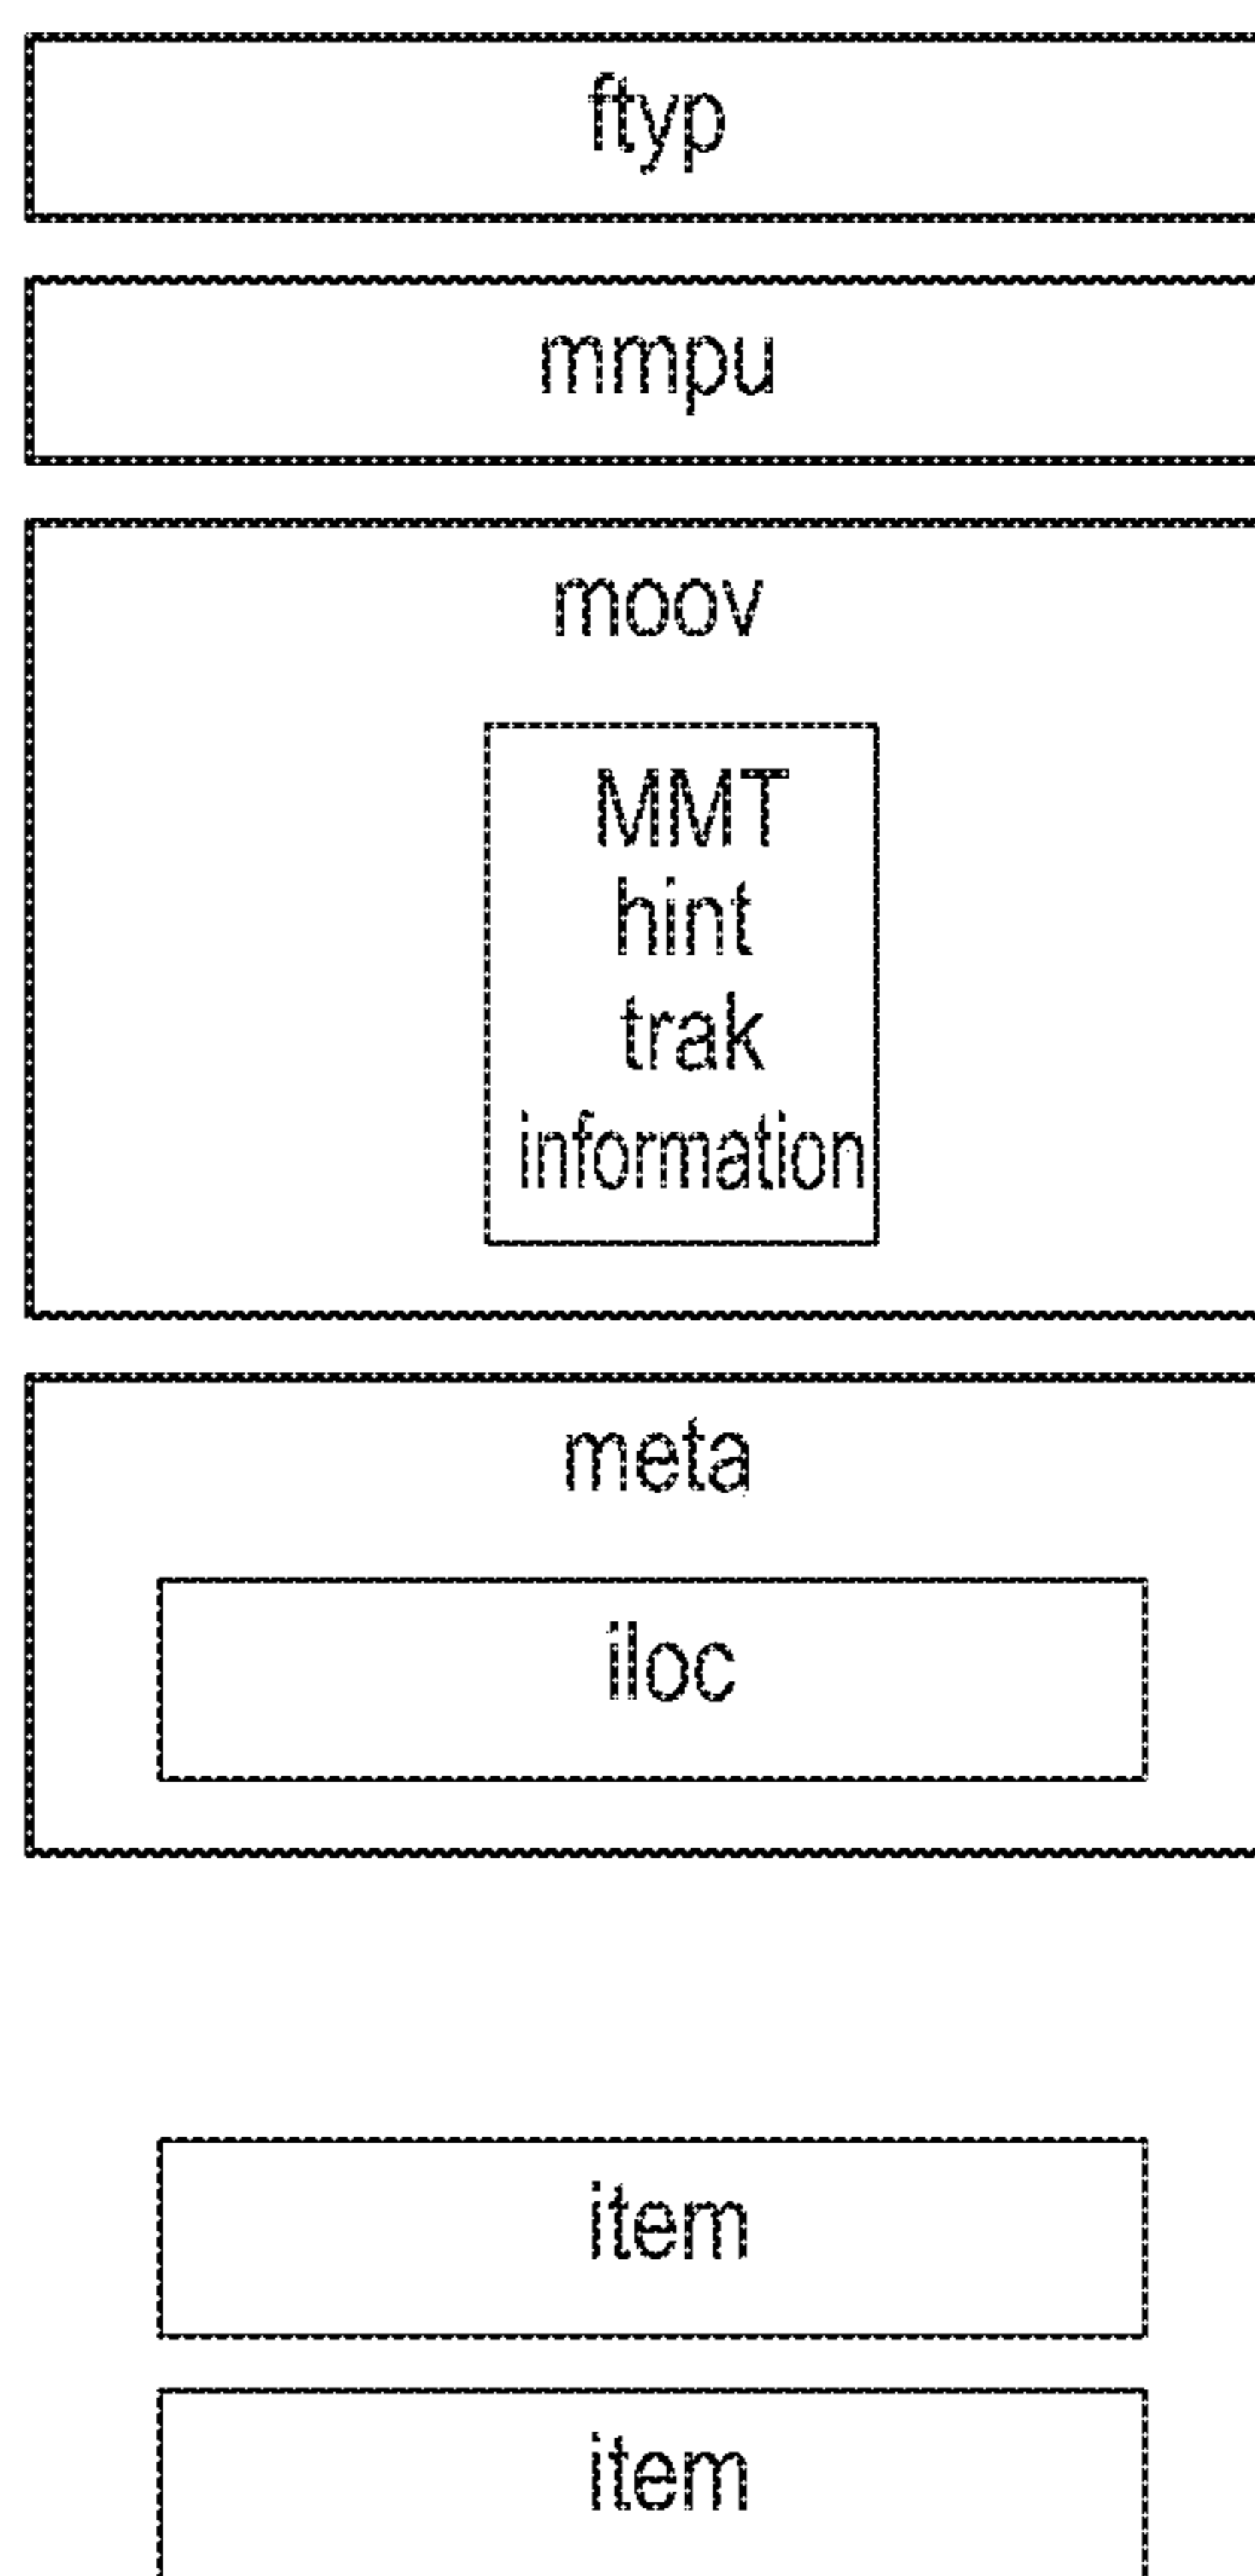 ftyp
mmpu
moov
MMT
hint
trak
information
meta
iloc
item
item